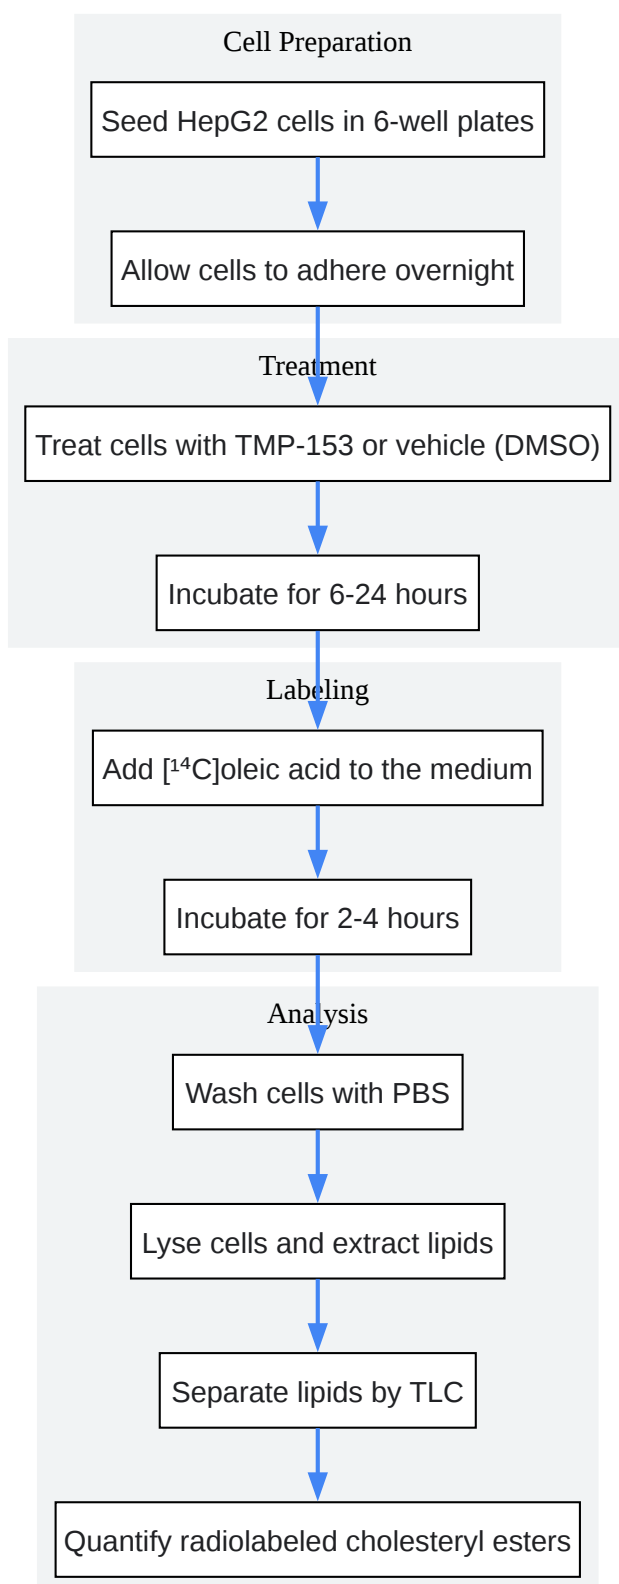 Cell Preparation
Seed HepG2 cells in 6-well plates
Allow cells to adhere overnight
Treatment
Treat cells with TMP-153 or vehicle (DMSO)
Incubate for 6-24 hours
Labeling
Add [¹⁴C]oleic acid to the medium
Incubate for 2-4 hours
Analysis
Wash cells with PBS
Lyse cells and extract lipids
Separate lipids by TLC
Quantify radiolabeled cholesteryl esters